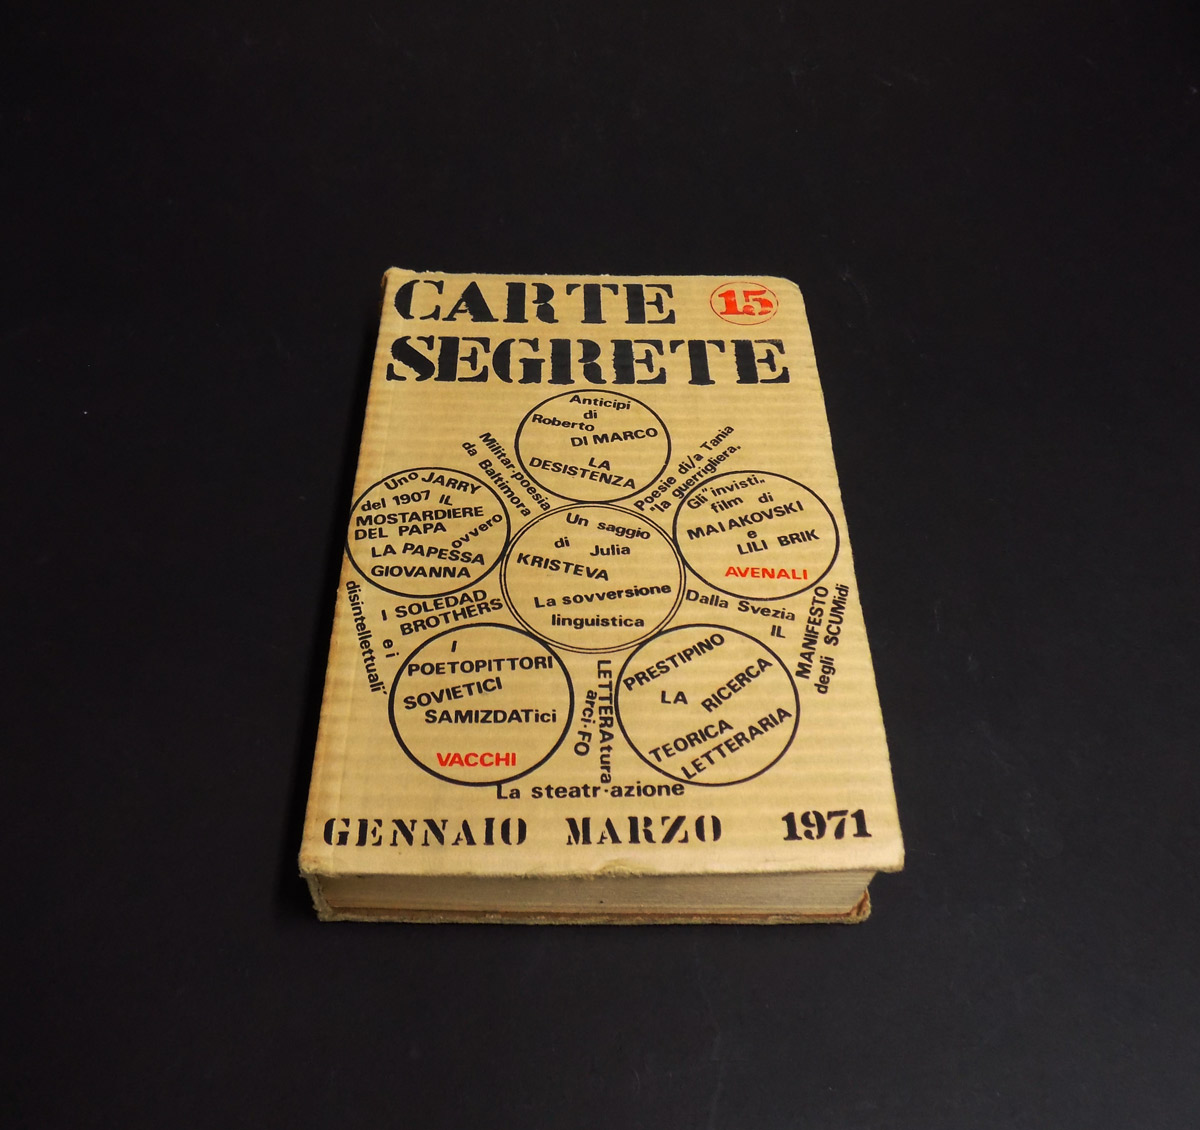 CARTE 15
SEGRETE
Anticipi
di
Roberto
DI MARCO
LA
DESISTENZA
Militar-poesia
da Baltimora
Poesie di/a Tania
"la guerrigliera.
Uno JARRY
del 1907 IL
MOSTARDIERE
DEL PAPA
ovvero
LA PAPESSA
GIOVANNA
Un saggio
di Julia
KRISTEVA
La sovversione
linguistica
Gli "invisti"
film di
MAIAKOVSKI
e
LILI BRIK
AVENALI
I SOLEDAD
BROTHERS
e i
disintellettuali'
Dalla Svezia
IL
MANIFESTO
degli SCUMidi
I
POETOPITTORI
SOVIETICI
SAMIZDATici
VACCHI
LETTERAtura
arci-FO
PRESTIPINO
LA RICERCA
TEORICA
LETTERARIA
La steatr-azione
GENNAIO MARZO 1971